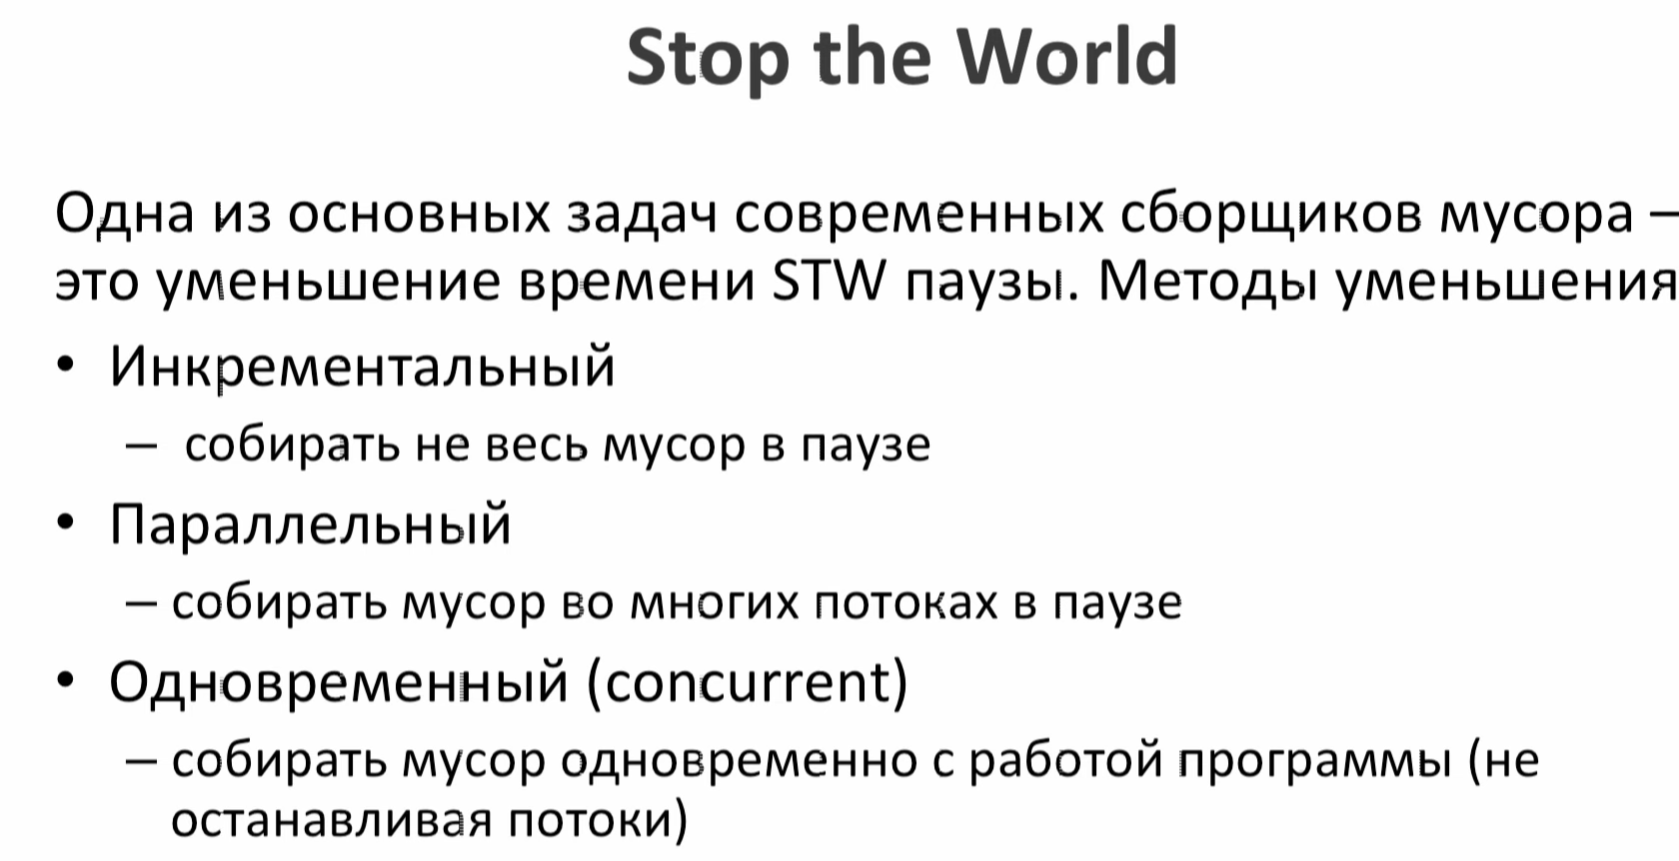 Stop the World
Одна из основных задач современных сборщиков мусора –
это уменьшение времени STW паузы. Методы уменьшения
• Инкрементальный
– собирать не весь мусор в паузе
• Параллельный
– собирать мусор во многих потоках в паузе
• Одновременный (concurrent)
– собирать мусор одновременно с работой программы (не
останавливая потоки)